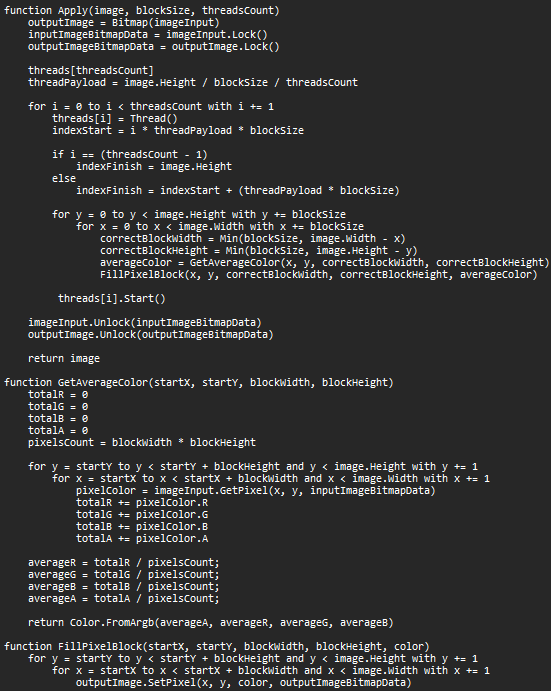 function Apply(image, blockSize, threadsCount)
    outputImage = Bitmap(imageInput)
    inputImageBitmapData = imageInput.Lock()
    outputImageBitmapData = outputImage.Lock()

    threads[threadsCount]
    threadPayload = image.Height / blockSize / threadsCount

    for i = 0 to i < threadsCount with i += 1
        threads[i] = Thread()
        indexStart = i * threadPayload * blockSize

        if i == (threadsCount - 1)
            indexFinish = image.Height
        else
            indexFinish = indexStart + (threadPayload * blockSize)

        for y = 0 to y < image.Height with y += blockSize
            for x = 0 to x < image.Width with x += blockSize
                correctBlockWidth = Min(blockSize, image.Width - x)
                correctBlockHeight = Min(blockSize, image.Height - y)
                averageColor = GetAverageColor(x, y, correctBlockWidth, correctBlockHeight)
                FillPixelBlock(x, y, correctBlockWidth, correctBlockHeight, averageColor)

         threads[i].Start()

    imageInput.Unlock(inputImageBitmapData)
    outputImage.Unlock(outputImageBitmapData)

    return image

function GetAverageColor(startX, startY, blockWidth, blockHeight)
    totalR = 0
    totalG = 0
    totalB = 0
    totalA = 0
    pixelsCount = blockWidth * blockHeight

    for y = startY to y < startY + blockHeight and y < image.Height with y += 1
        for x = startX to x < startX + blockWidth and x < image.Width with x += 1
            pixelColor = imageInput.GetPixel(x, y, inputImageBitmapData)
            totalR += pixelColor.R
            totalG += pixelColor.G
            totalB += pixelColor.B
            totalA += pixelColor.A

    averageR = totalR / pixelsCount;
    averageG = totalG / pixelsCount;
    averageB = totalB / pixelsCount;
    averageA = totalA / pixelsCount;

    return Color.FromArgb(averageA, averageR, averageG, averageB)

function FillPixelBlock(startX, startY, blockWidth, blockHeight, color)
    for y = startY to y < startY + blockHeight and y < image.Height with y += 1
        for x = startX to x < startX + blockWidth and x < image.Width with x += 1
            outputImage.SetPixel(x, y, color, outputImageBitmapData)